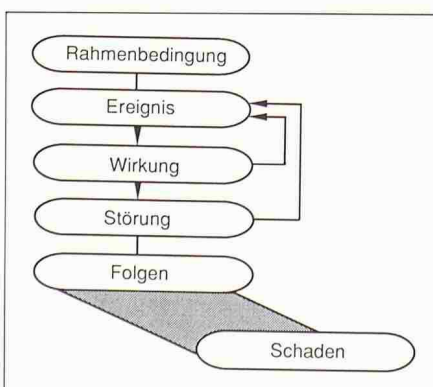 Rahmenbedingung
Ereignis
Wirkung
Störung
Folgen
Schaden